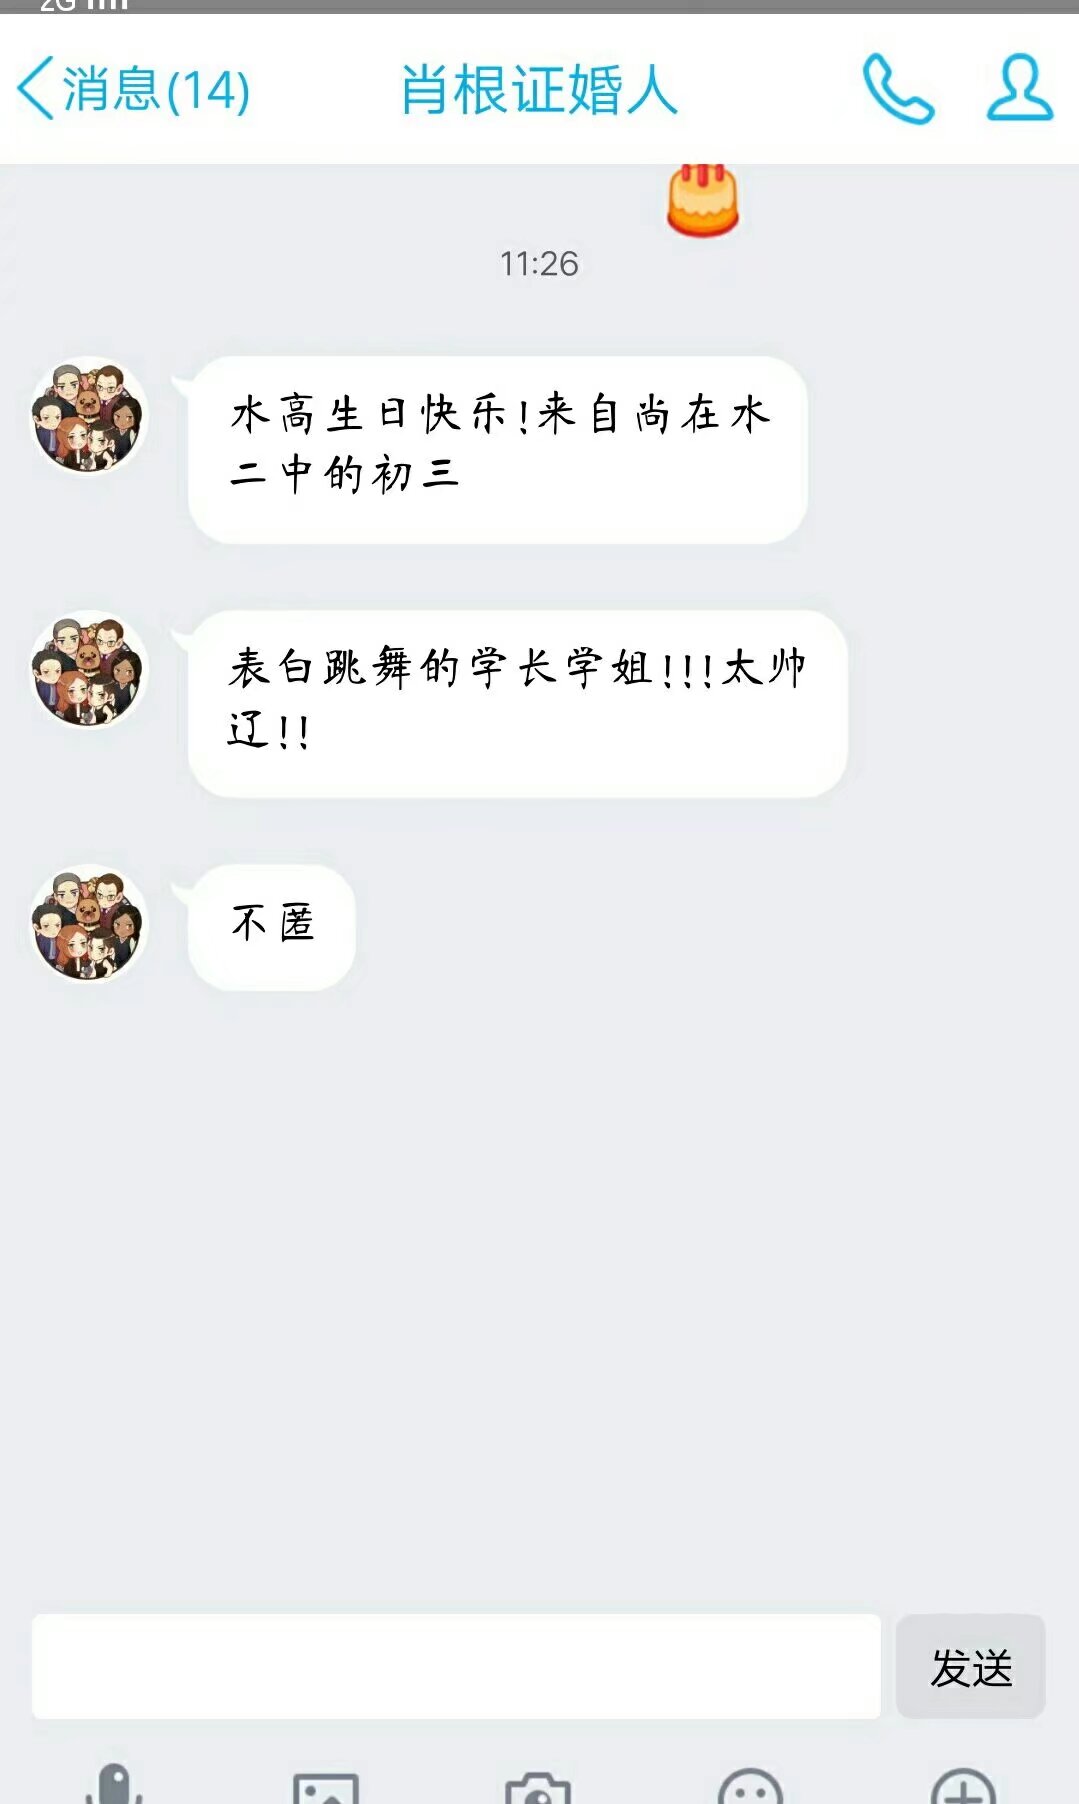 2G
消息(14)
肖根证婚人
11:26
水高生日快乐!来自尚在水
二中的初三
表白跳舞的学长学姐!!!太帅
辽!!
不匿
发送